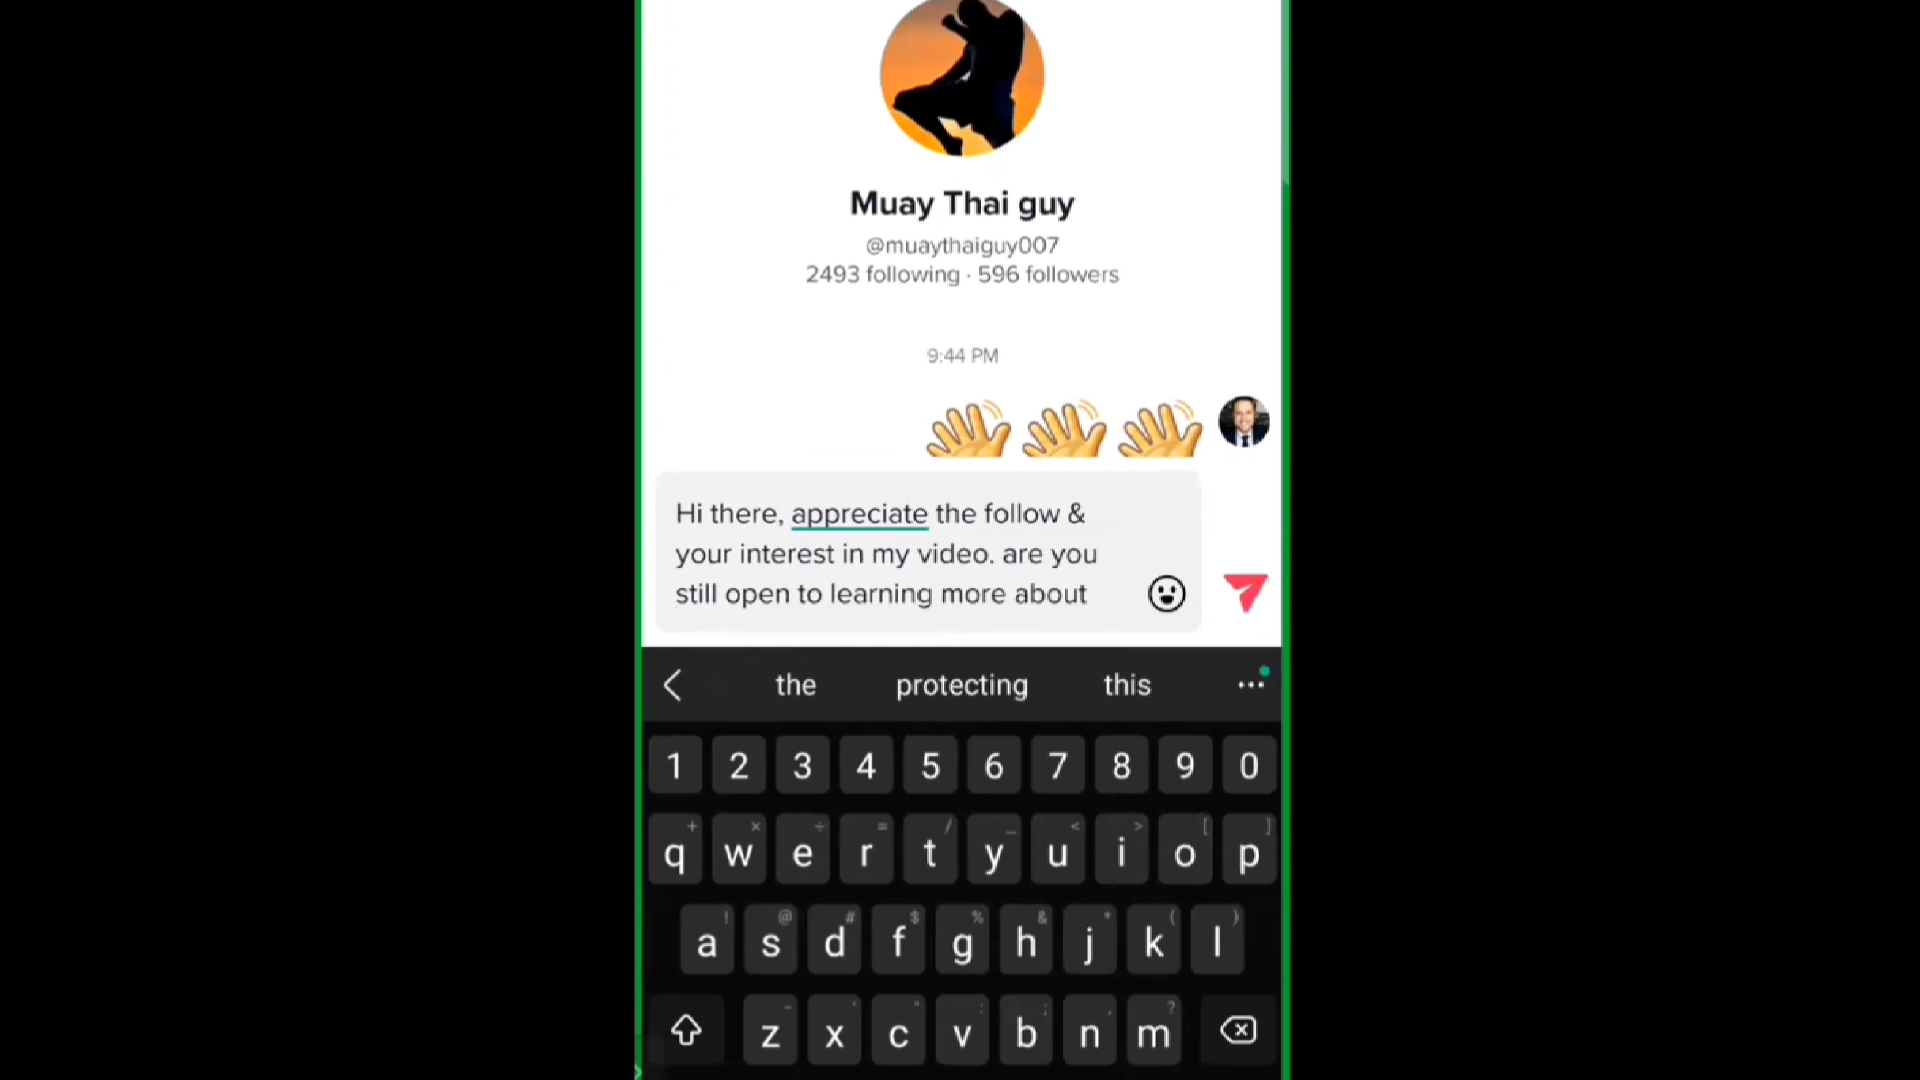 Muay Thai guy
@muaythaiguy007
2493 following · 596 followers
9:44 PM
Hi there, appreciate the follow &
your interest in my video. are you
still open to learning more about
the protecting this
1 2 3 4 5 6 7 8 9 0
q w e r t y u i o p
a s d f g h j k l
z x c v b n m